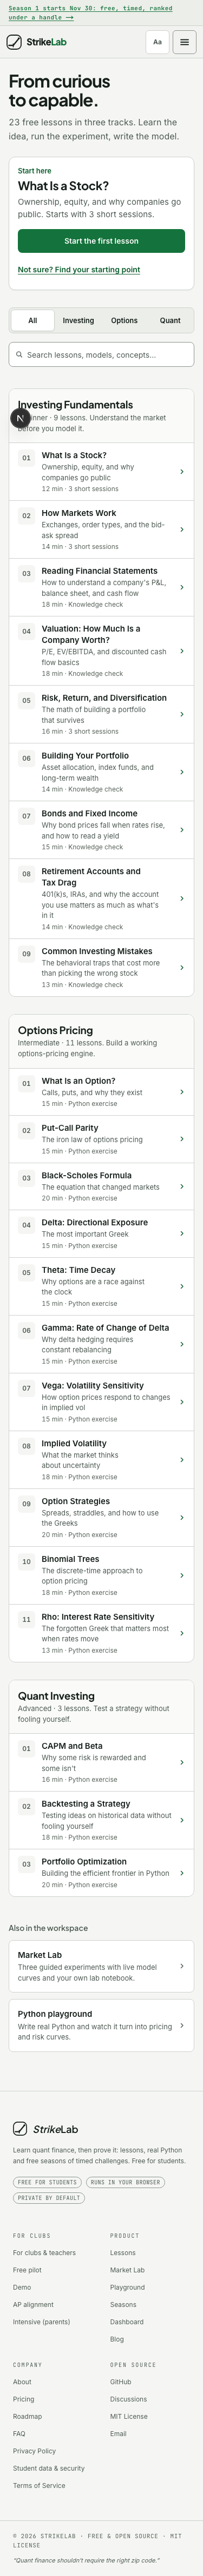 Season 1 starts Nov 30: free, timed, ranked
under a handle →
StrikeLab
Aa
From curious
to capable.
23 free lessons in three tracks. Learn the
idea, run the experiment, write the model.
Start here
What Is a Stock?
Ownership, equity, and why companies go
public. Starts with 3 short sessions.
Start the first lesson
Not sure? Find your starting point
All
Investing
Options
Quant
Search lessons, models, concepts...
Investing Fundamentals
· 9 lessons. Understand the market
before you model it.
N
01
What Is a Stock?
Ownership, equity, and why
companies go public
12 min · 3 short sessions
02
How Markets Work
Exchanges, order types, and the bid-
ask spread
14 min · 3 short sessions
03
Reading Financial Statements
How to understand a company's P&L,
balance sheet, and cash flow
18 min · Knowledge check
04
Valuation: How Much Is a
Company Worth?
P/E, EV/EBITDA, and discounted cash
flow basics
18 min · Knowledge check
05
Risk, Return, and Diversification
The math of building a portfolio
that survives
16 min · 3 short sessions
06
Building Your Portfolio
Asset allocation, index funds, and
long-term wealth
14 min · Knowledge check
07
Bonds and Fixed Income
Why bond prices fall when rates rise,
and how to read a yield
15 min · Knowledge check
08
Retirement Accounts and
Tax Drag
401(k)s, IRAs, and why the account
you use matters as much as what's
in it
14 min · Knowledge check
09
Common Investing Mistakes
The behavioral traps that cost more
than picking the wrong stock
13 min · Knowledge check
Options Pricing
Intermediate · 11 lessons. Build a working
options-pricing engine.
01
What Is an Option?
Calls, puts, and why they exist
15 min · Python exercise
02
Put-Call Parity
The iron law of options pricing
15 min · Python exercise
03
Black-Scholes Formula
The equation that changed markets
20 min · Python exercise
04
Delta: Directional Exposure
The most important Greek
15 min · Python exercise
05
Theta: Time Decay
Why options are a race against
the clock
15 min · Python exercise
06
Gamma: Rate of Change of Delta
Why delta hedging requires
constant rebalancing
15 min · Python exercise
07
Vega: Volatility Sensitivity
How option prices respond to changes
in implied vol
15 min · Python exercise
08
Implied Volatility
What the market thinks
about uncertainty
18 min · Python exercise
09
Option Strategies
Spreads, straddles, and how to use
the Greeks
20 min · Python exercise
10
Binomial Trees
The discrete-time approach to
option pricing
18 min · Python exercise
11
Rho: Interest Rate Sensitivity
The forgotten Greek that matters most
when rates move
13 min · Python exercise
Quant Investing
Advanced · 3 lessons. Test a strategy without
fooling yourself.
01
CAPM and Beta
Why some risk is rewarded and
some isn't
16 min · Python exercise
02
Backtesting a Strategy
Testing ideas on historical data without
fooling yourself
18 min · Python exercise
03
Portfolio Optimization
Building the efficient frontier in Python
20 min · Python exercise
Also in the workspace
Market Lab
Three guided experiments with live model
curves and your own lab notebook.
Python playground
Write real Python and watch it turn into pricing
and risk curves.
StrikeLab
Learn quant finance, then prove it: lessons, real Python
and free seasons of timed challenges. Free for students.
FREE FOR STUDENTS
RUNS IN YOUR BROWSER
PRIVATE BY DEFAULT
FOR CLUBS
For clubs & teachers
Free pilot
Demo
AP alignment
Intensive (parents)
PRODUCT
Lessons
Market Lab
Playground
Seasons
Dashboard
Blog
COMPANY
About
Pricing
Roadmap
FAQ
Privacy Policy
Student data & security
Terms of Service
OPEN SOURCE
GitHub
Discussions
MIT License
Email
© 2026 STRIKELAB · FREE & OPEN SOURCE · MIT
LICENSE
"Quant finance shouldn't require the right zip code."